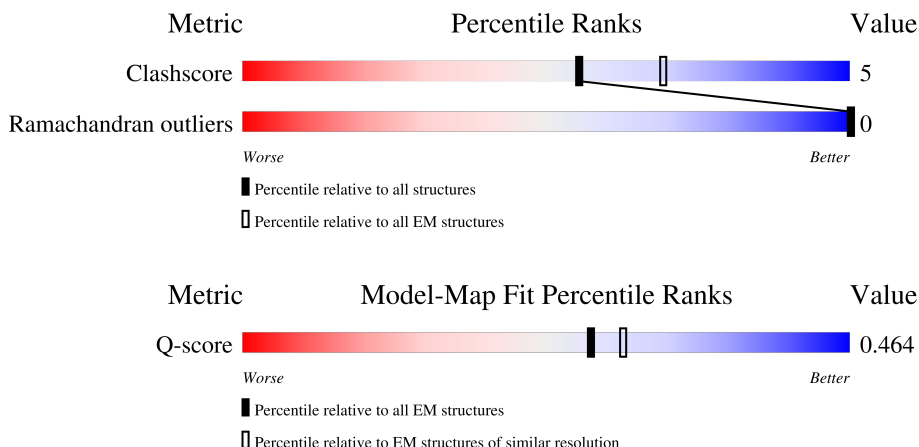 Metric Percentile Ranks Value
Clashscore 5
Ramachandran outliers 0
Worse Better
Percentile relative to all structures
Percentile relative to all EM structures
Metric Model-Map Fit Percentile Ranks Value
Q-score 0.464
Worse Better
Percentile relative to all EM structures
Percentile relative to EM structures of similar resolution